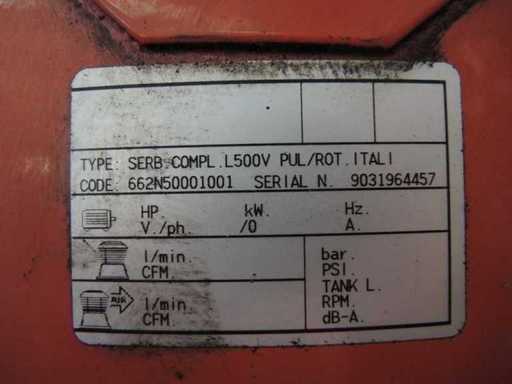 TYPE: SERB.COMPL.L500V PUL/ROT.ITALI
CODE: 662N50001001 SERIAL N. 9031964457
HP. kW. Hz.
V./ph. /0 A.
l/min.
CFM.
AIR
l/min.
CFM.
bar.
PSI.
TANK L.
RPM.
dB-A.